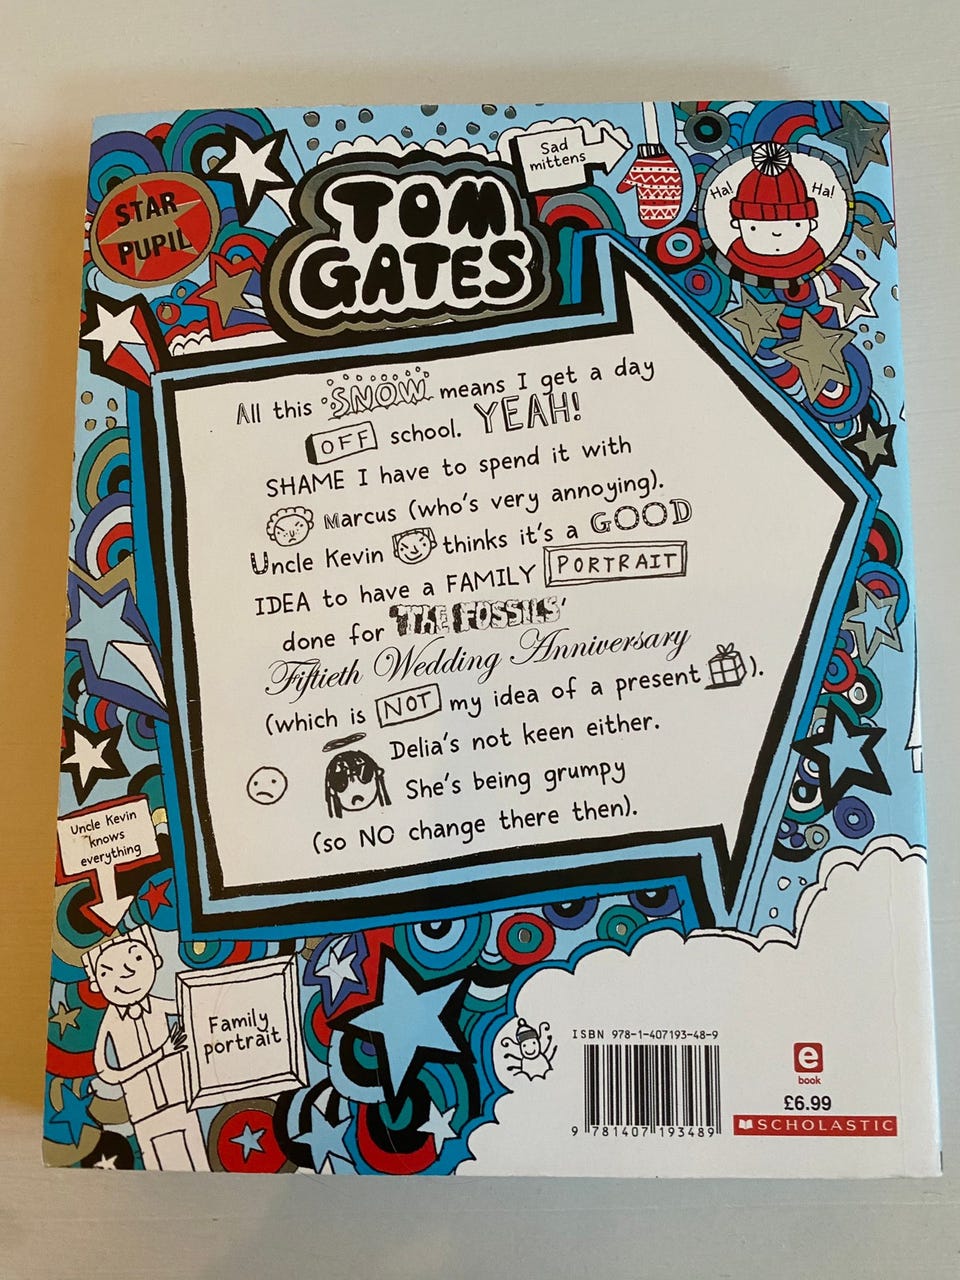 Sad
mittens
STAR
PUPIL
TOM
GATES
Ha! Ha!
All this SNOW means I get a day
OFF school. YEAH!
SHAME I have to spend it with
Marcus (who's very annoying).
Uncle Kevin thinks it's a GOOD
IDEA to have a FAMILY PORTRAIT
done for 'THE FOSSILS'
Fiftieth Wedding Anniversary
(which is NOT my idea of a present).
Delia's not keen either.
She's being grumpy
(so NO change there then).
Uncle Kevin
knows
everything
Family
portrait
ISBN 978-1-407193-48-9
9 781407 193489
e
book
£6.99
SCHOLASTIC